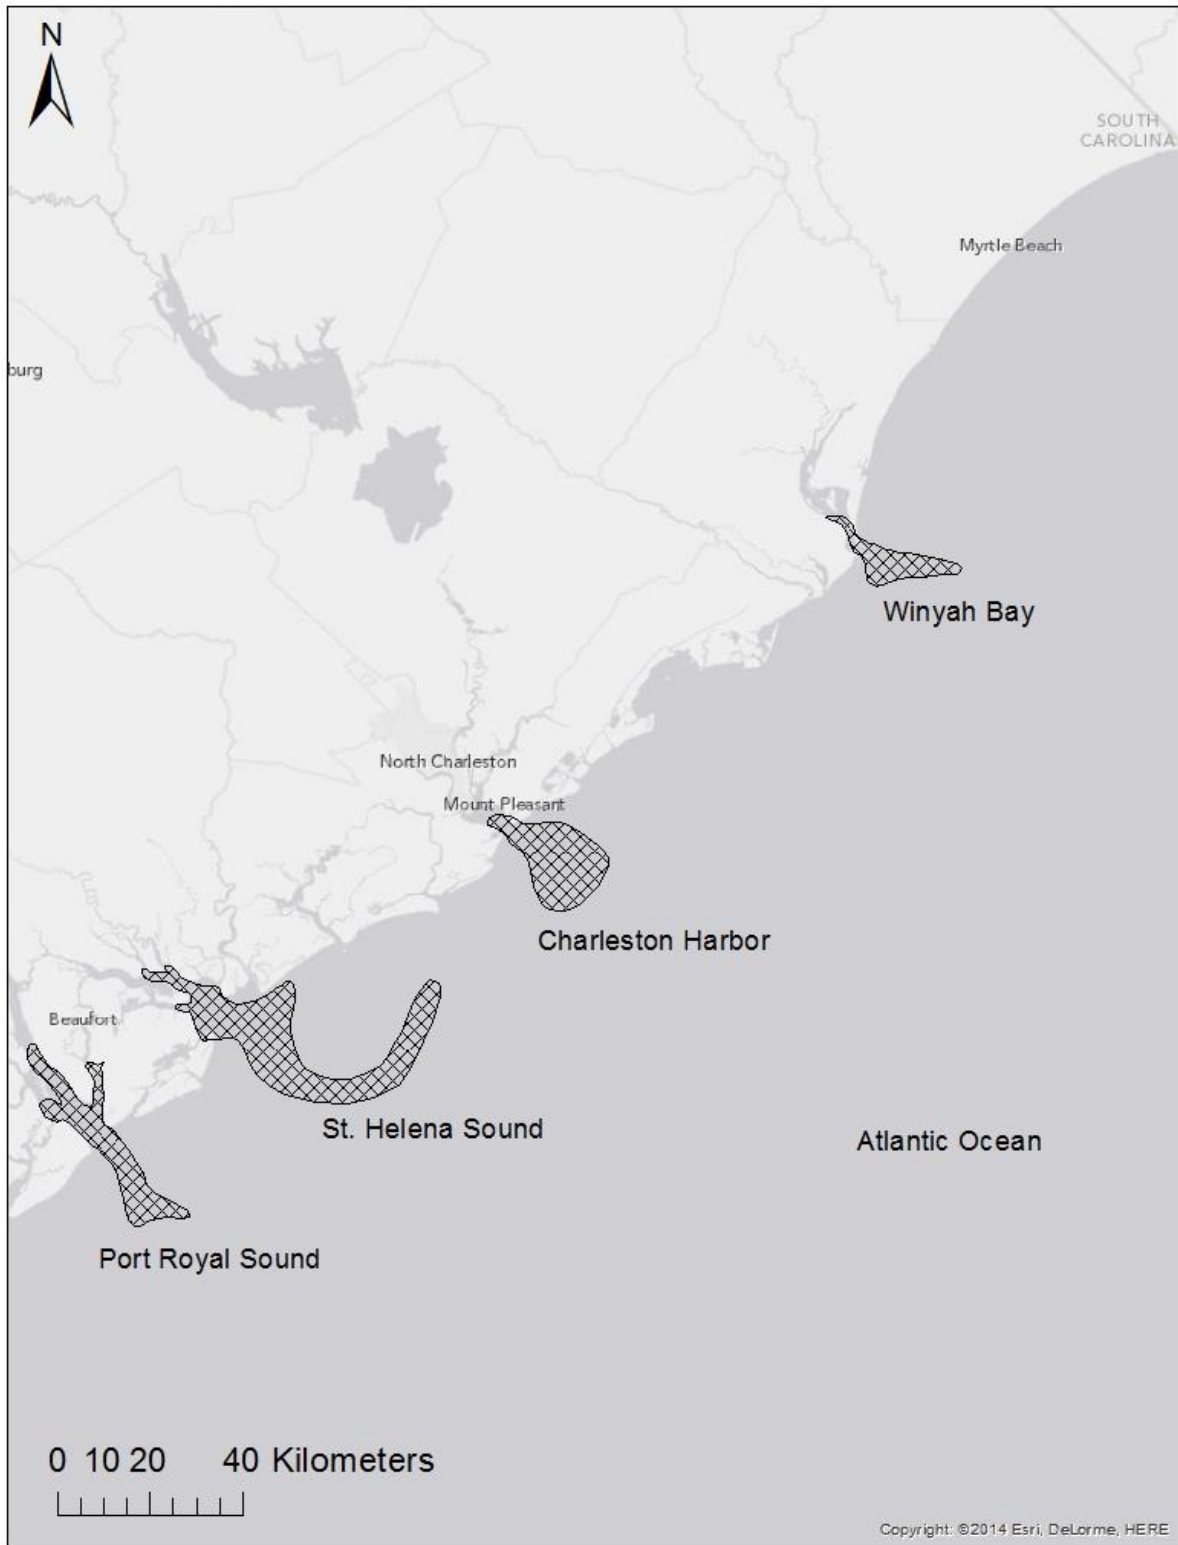 N
SOUTH
CAROLINA
Myrtle Beach
burg
Winyah Bay
North Charleston
Mount Pleasant
Charleston Harbor
Beaufort
St. Helena Sound
Atlantic Ocean
Port Royal Sound
0 10 20 40 Kilometers
Copyright: ©2014 Esri, DeLorme, HERE